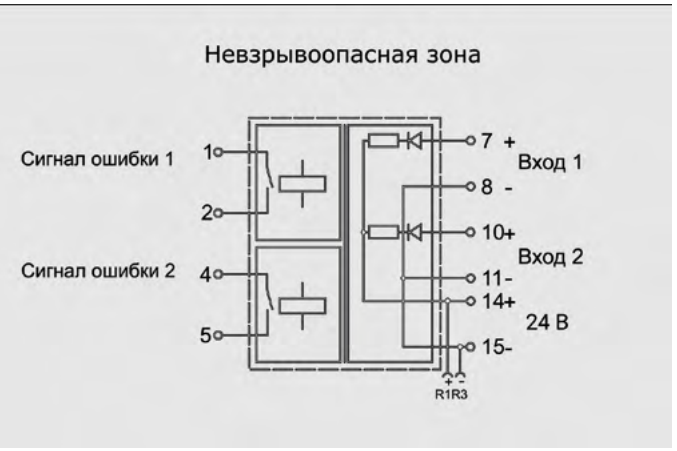 Невзрывоопасная зона
Сигнал ошибки 1
1
2
Сигнал ошибки 2
4
5
7 +
Вход 1
8 -
10+
Вход 2
11-
14+
24 В
15-
+ -
R1R3